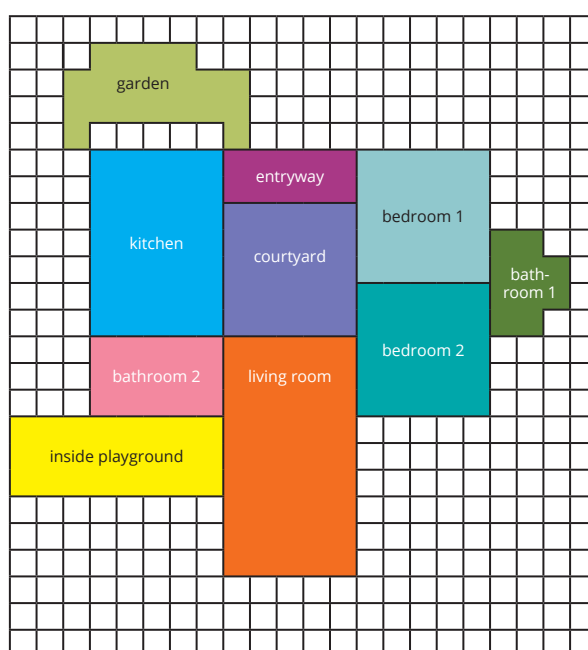 garden
entryway
bedroom 1
kitchen
courtyard
bath-
room 1
bedroom 2
bathroom 2
living room
inside playground